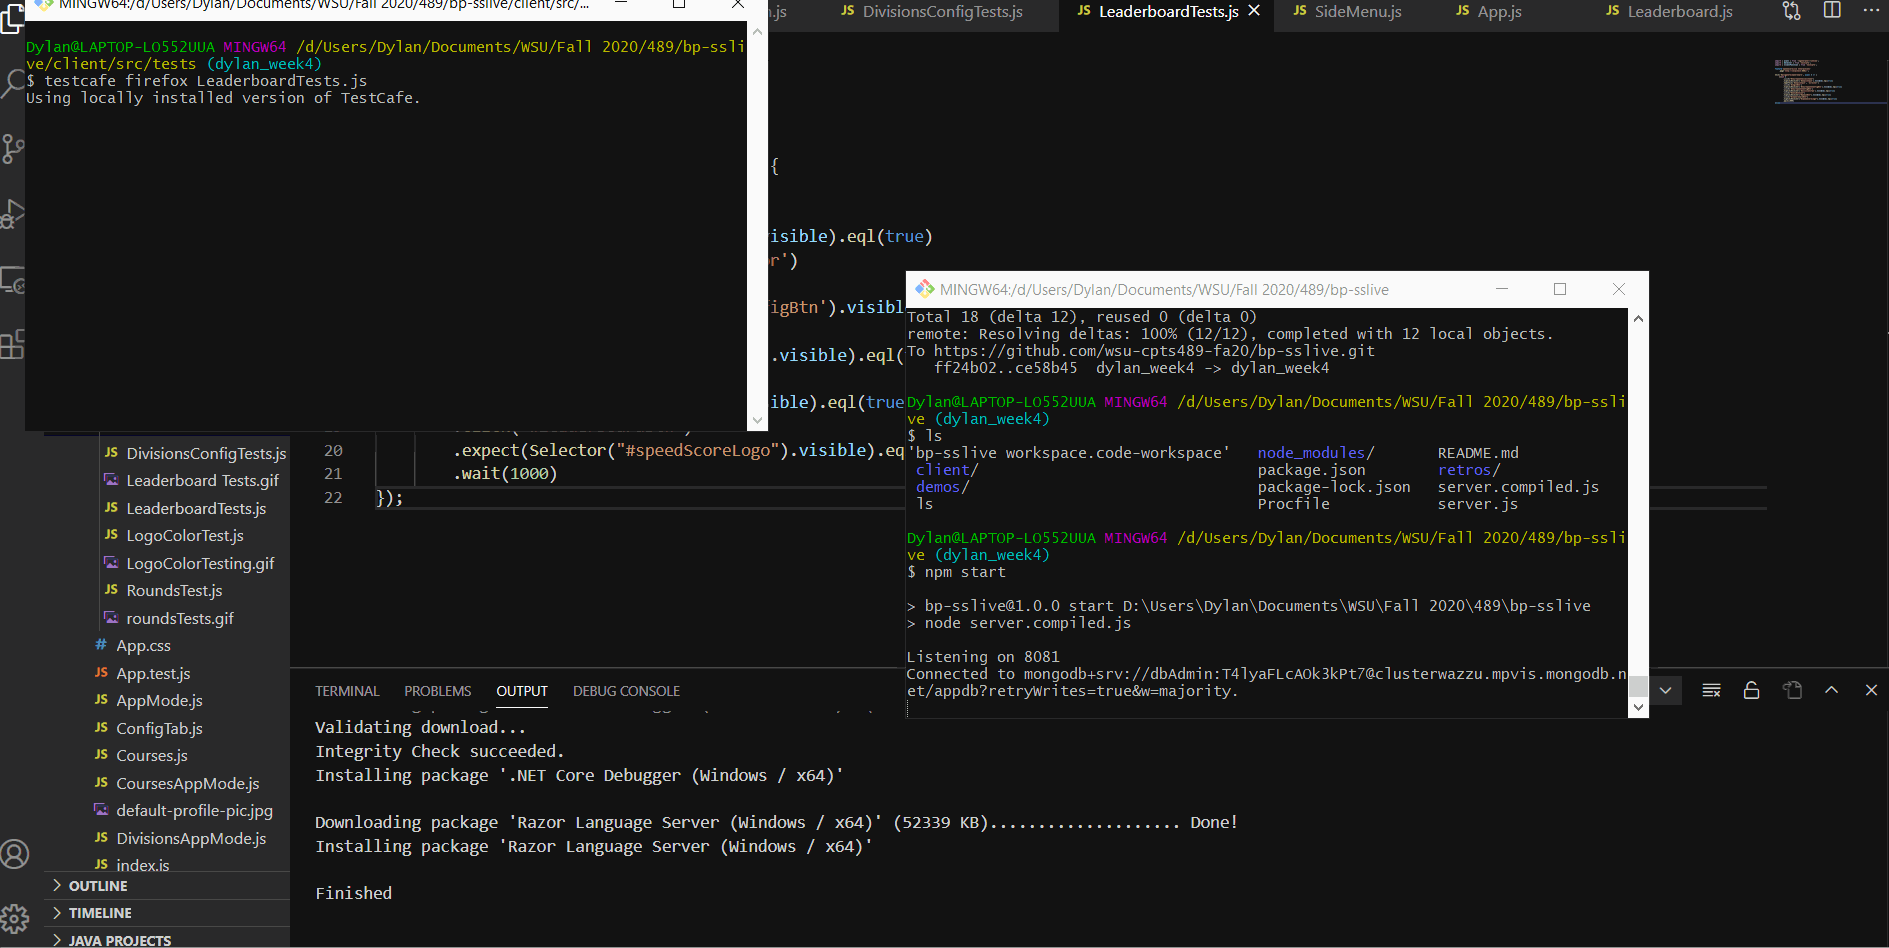 MINGW64:/d/Users/Dylan/Documents/WSU/Fall 2020/489/bp-sslive/client/src/...
Dylan@LAPTOP-LO552UUA MINGW64 /d/Users/Dylan/Documents/WSU/Fall 2020/489/bp-ssli
ve/client/src/tests (dylan_week4)
$ testcafe firefox LeaderboardTests.js
Using locally installed version of TestCafe.
n.js
JS DivisionsConfigTests.js
JS LeaderboardTests.js
JS SideMenu.js
JS App.js
JS Leaderboard.js
{
isible).eql(true)
r')
igBtn').visibl
.visible).eql(
ible).eql(true
20 .expect(Selector("#speedScoreLogo").visible).eq
21 .wait(1000)
22 });
MINGW64:/d/Users/Dylan/Documents/WSU/Fall 2020/489/bp-sslive
Total 18 (delta 12), reused 0 (delta 0)
remote: Resolving deltas: 100% (12/12), completed with 12 local objects.
To https://github.com/wsu-cpts489-fa20/bp-sslive.git
ff24b02..ce58b45 dylan_week4 -> dylan_week4
Dylan@LAPTOP-LO552UUA MINGW64 /d/Users/Dylan/Documents/WSU/Fall 2020/489/bp-ssli
ve (dylan_week4)
$ ls
'bp-sslive workspace.code-workspace' node_modules/ README.md
client/ package.json retros/
demos/ package-lock.json server.compiled.js
ls Procfile server.js
Dylan@LAPTOP-LO552UUA MINGW64 /d/Users/Dylan/Documents/WSU/Fall 2020/489/bp-ssli
ve (dylan_week4)
$ npm start
> bp-sslive@1.0.0 start D:\Users\Dylan\Documents\WSU\Fall 2020\489\bp-sslive
> node server.compiled.js
Listening on 8081
Connected to mongodb+srv://dbAdmin:T4lyaFLcAOk3kPt7@clusterwazzu.mpvis.mongodb.n
et/appdb?retryWrites=true&w=majority.
JS DivisionsConfigTests.js
Leaderboard Tests.gif
JS LeaderboardTests.js
JS LogoColorTest.js
LogoColorTesting.gif
JS RoundsTest.js
roundsTests.gif
# App.css
JS App.test.js
JS AppMode.js
JS ConfigTab.js
JS Courses.js
JS CoursesAppMode.js
default-profile-pic.jpg
JS DivisionsAppMode.js
JS index.js
OUTLINE
TIMELINE
JAVA PROJECTS
TERMINAL PROBLEMS OUTPUT DEBUG CONSOLE
Validating download...
Integrity Check succeeded.
Installing package '.NET Core Debugger (Windows / x64)'
Downloading package 'Razor Language Server (Windows / x64)' (52339 KB).................... Done!
Installing package 'Razor Language Server (Windows / x64)'
Finished